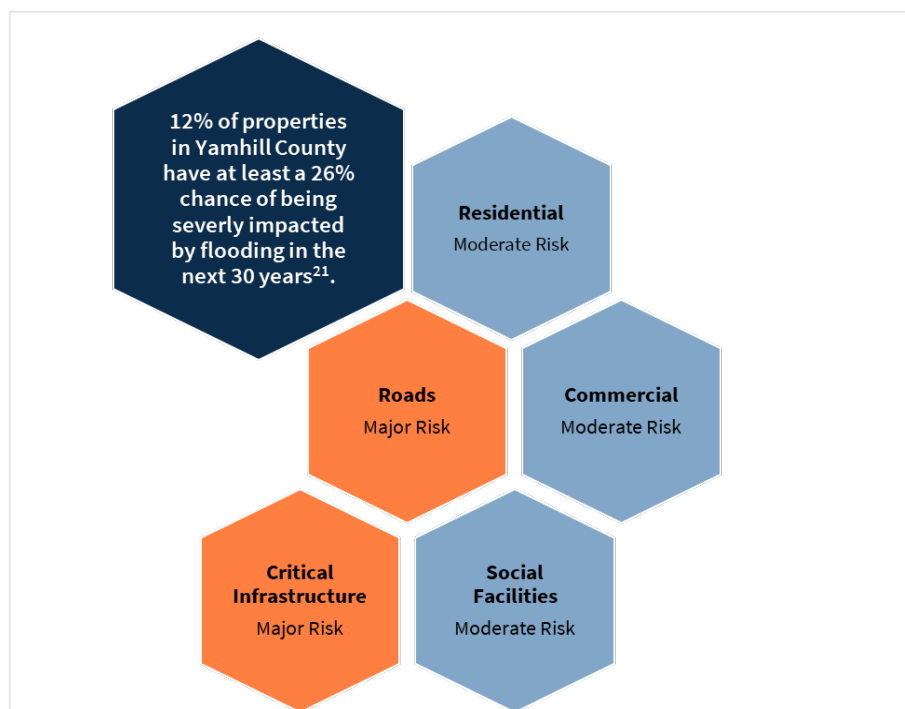 12% of properties
in Yamhill County
have at least a 26%
chance of being
severly impacted
by flooding in the
next 30 years²¹.
Residential
Moderate Risk
Roads
Major Risk
Commercial
Moderate Risk
Critical
Infrastructure
Major Risk
Social
Facilities
Moderate Risk